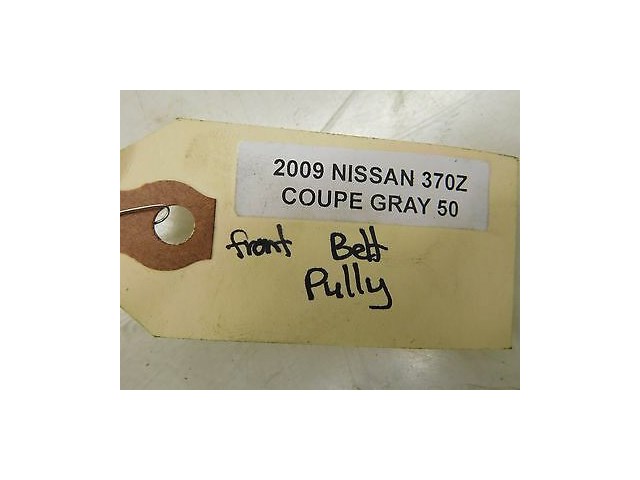 2009 NISSAN 370Z
COUPE GRAY 50
front Belt
Pully